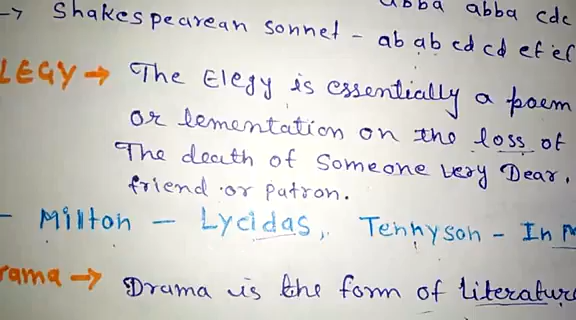 abba abba cdc
→ Shakespearean sonnet - ab ab cd cd ef ef
LEGY → The Elegy is essentially a poem
or lementation on the loss of
The death of Someone very Dear.
friend or patron.
- Milton - Lycidas, Tennyson - In M
rama → Drama is the form of literature